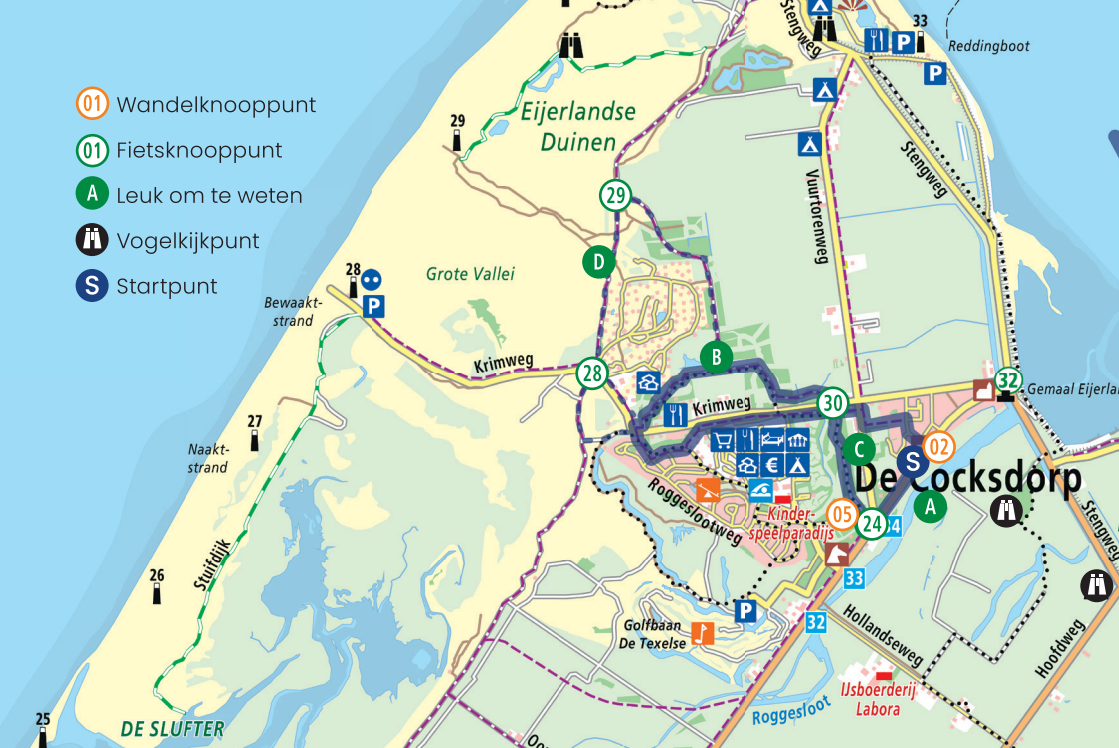 01 Wandelknooppunt
01 Fietsknooppunt
A Leuk om te weten
Vogelkijkpunt
S Startpunt
Stengweg
33
P
Reddingboot
P
Eijerlandse
Duinen
29
29
Stengweg
Vuurtorenweg
D
Grote Vallei
28
P
Bewaakt-
strand
Krimweg
28
B
Krimweg
30
32
Gemaal Eijerla
27
Naakt-
strand
€
C
02
S
De Cocksdorp
A
Roggeslootweg
Kinder-
speelparadijs
05
24
34
33
32
P
Stengweg
Stuifdijk
26
Golfbaan
De Texelse
Hollandseweg
Hoofdweg
IJsboerderij
Labora
Roggesloot
25
DE SLUFTER
Oo